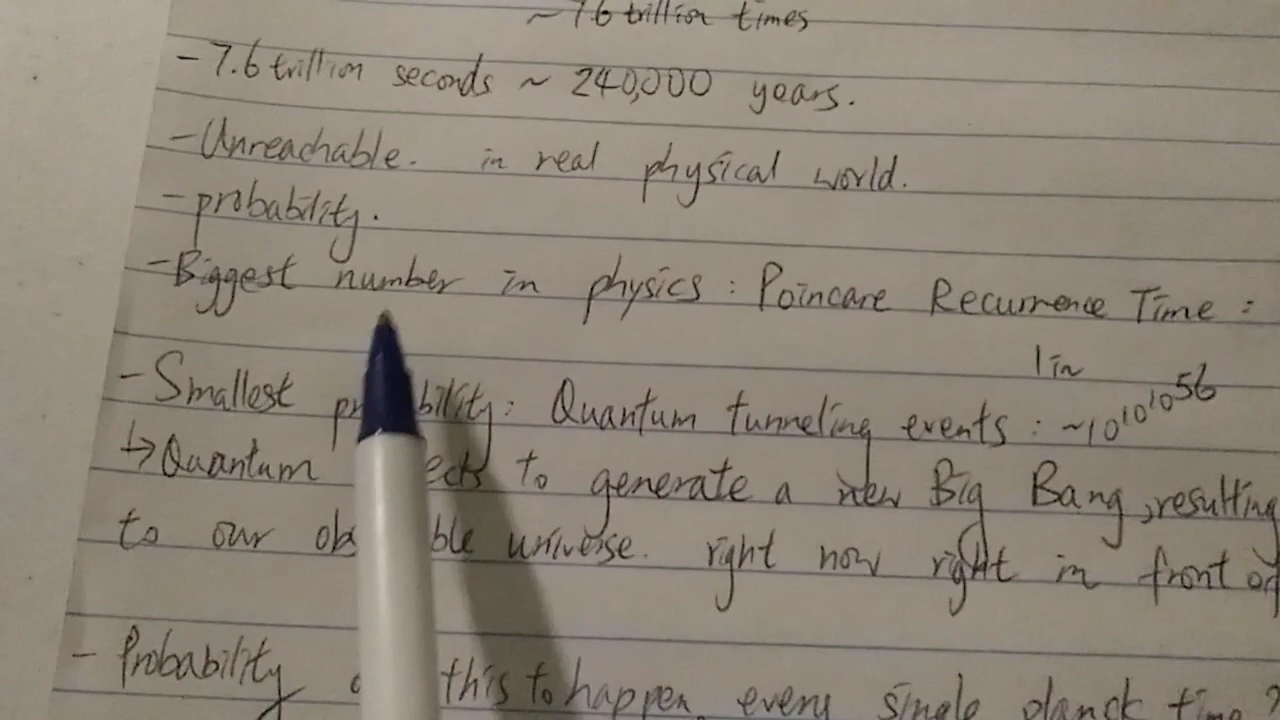 ~7.6 trillion times
- 7.6 trillion seconds ~ 240,000 years.
- Unreachable. in real physical world.
- probability.
- Biggest number in physics : Poincare Recurrence Time :
1 in
- Smallest : Quantum tunneling events : ~10^10^10^56
↳ Quantum to generate a new Big Bang, resulting
to our universe. right now right in front of
- Probability this to happen every single planck time?